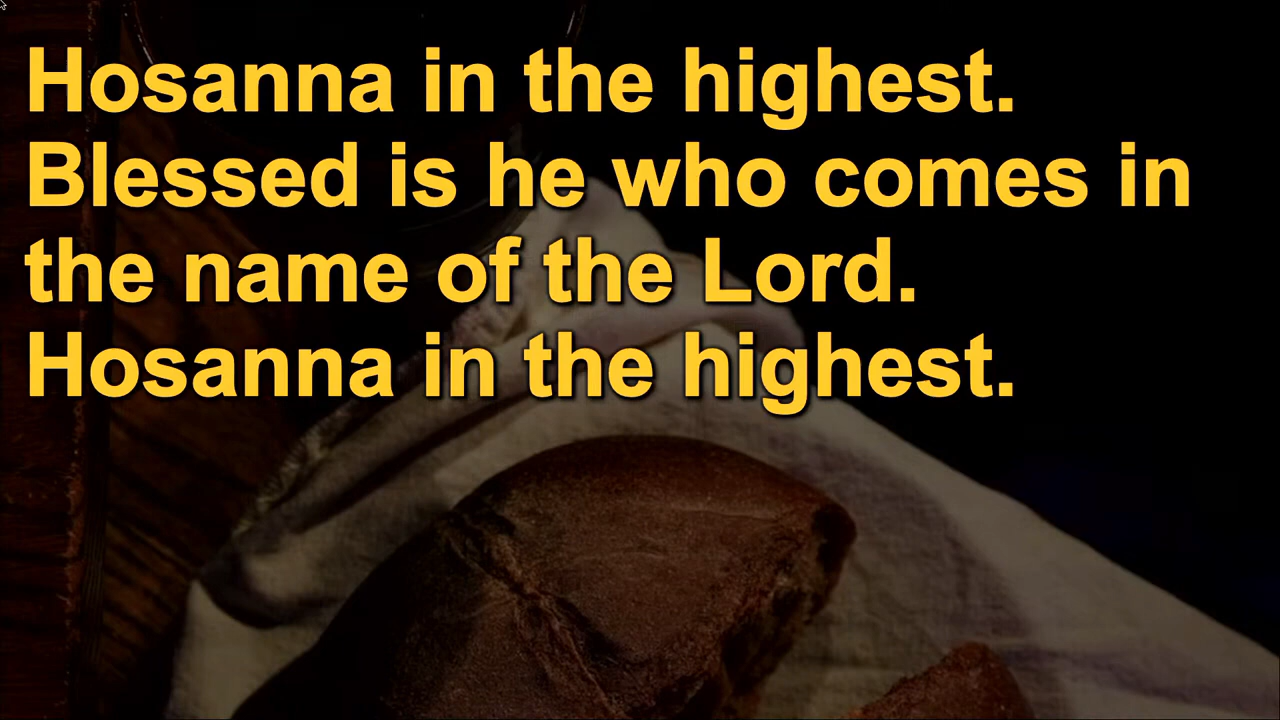 Hosanna in the highest.
Blessed is he who comes in
the name of the Lord.
Hosanna in the highest.